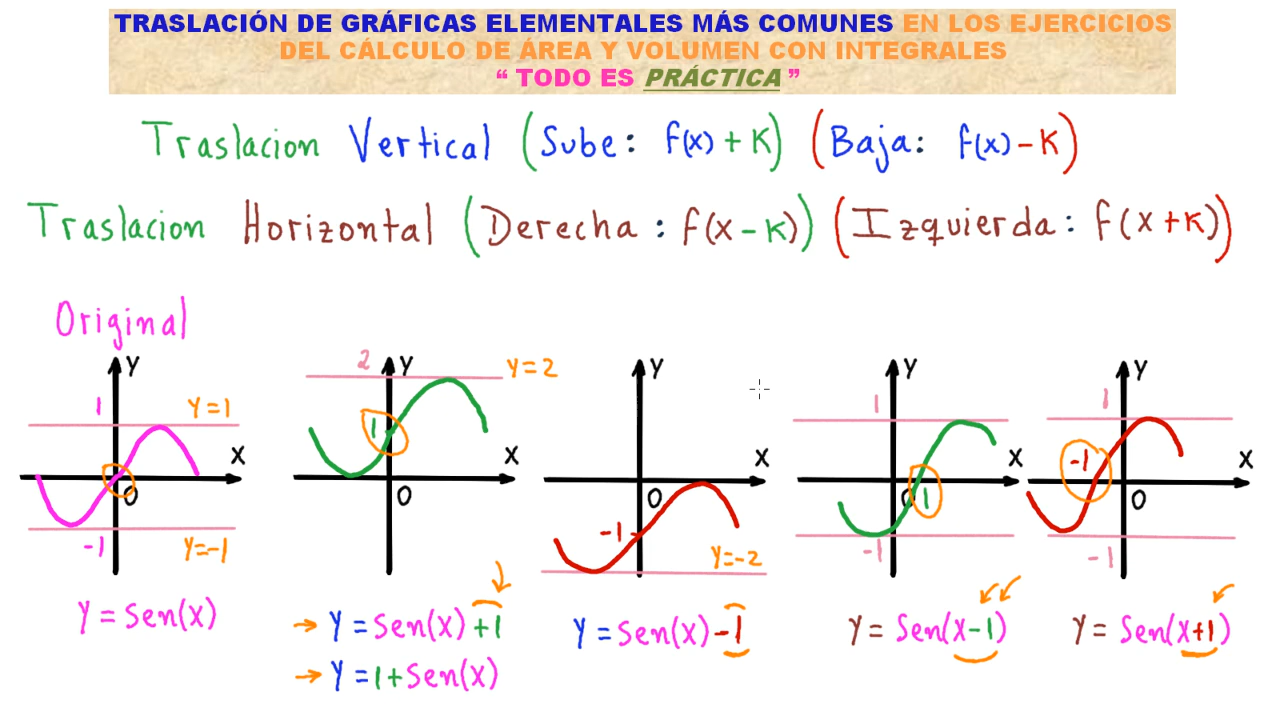 TRASLACIÓN DE GRÁFICAS ELEMENTALES MÁS COMUNES EN LOS EJERCICIOS
DEL CÁLCULO DE ÁREA Y VOLUMEN CON INTEGRALES
“ TODO ES PRÁCTICA ”
Traslacion Vertical (Sube: f(x) + K) (Baja: f(x) - K)
Traslacion Horizontal (Derecha : f(x - K)) (Izquierda : f(x + K))
Original
y
1
y = 1
x
0
-1
y = -1
y = Sen(x)
2
y
y = 2
1
x
0
→ y = Sen(x) + 1
→ y = 1 + Sen(x)
y
x
0
-1
y = -2
y = Sen(x) - 1
y
1
x
0
1
-1
y = Sen(x - 1)
y
1
-1
x
0
-1
y = Sen(x + 1)